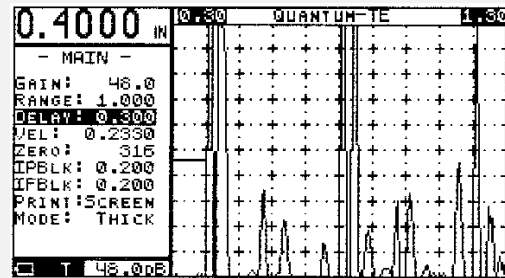 0.4000 IN
0.30 QUANTUM-TE 1.30
- MAIN -
GAIN: 48.0
RANGE: 1.000
DELAY: 0.300
VEL: 0.2330
ZERO: 316
IPBLK: 0.200
IFBLK: 0.200
PRINT:SCREEN
MODE: THICK
T 48.0DB